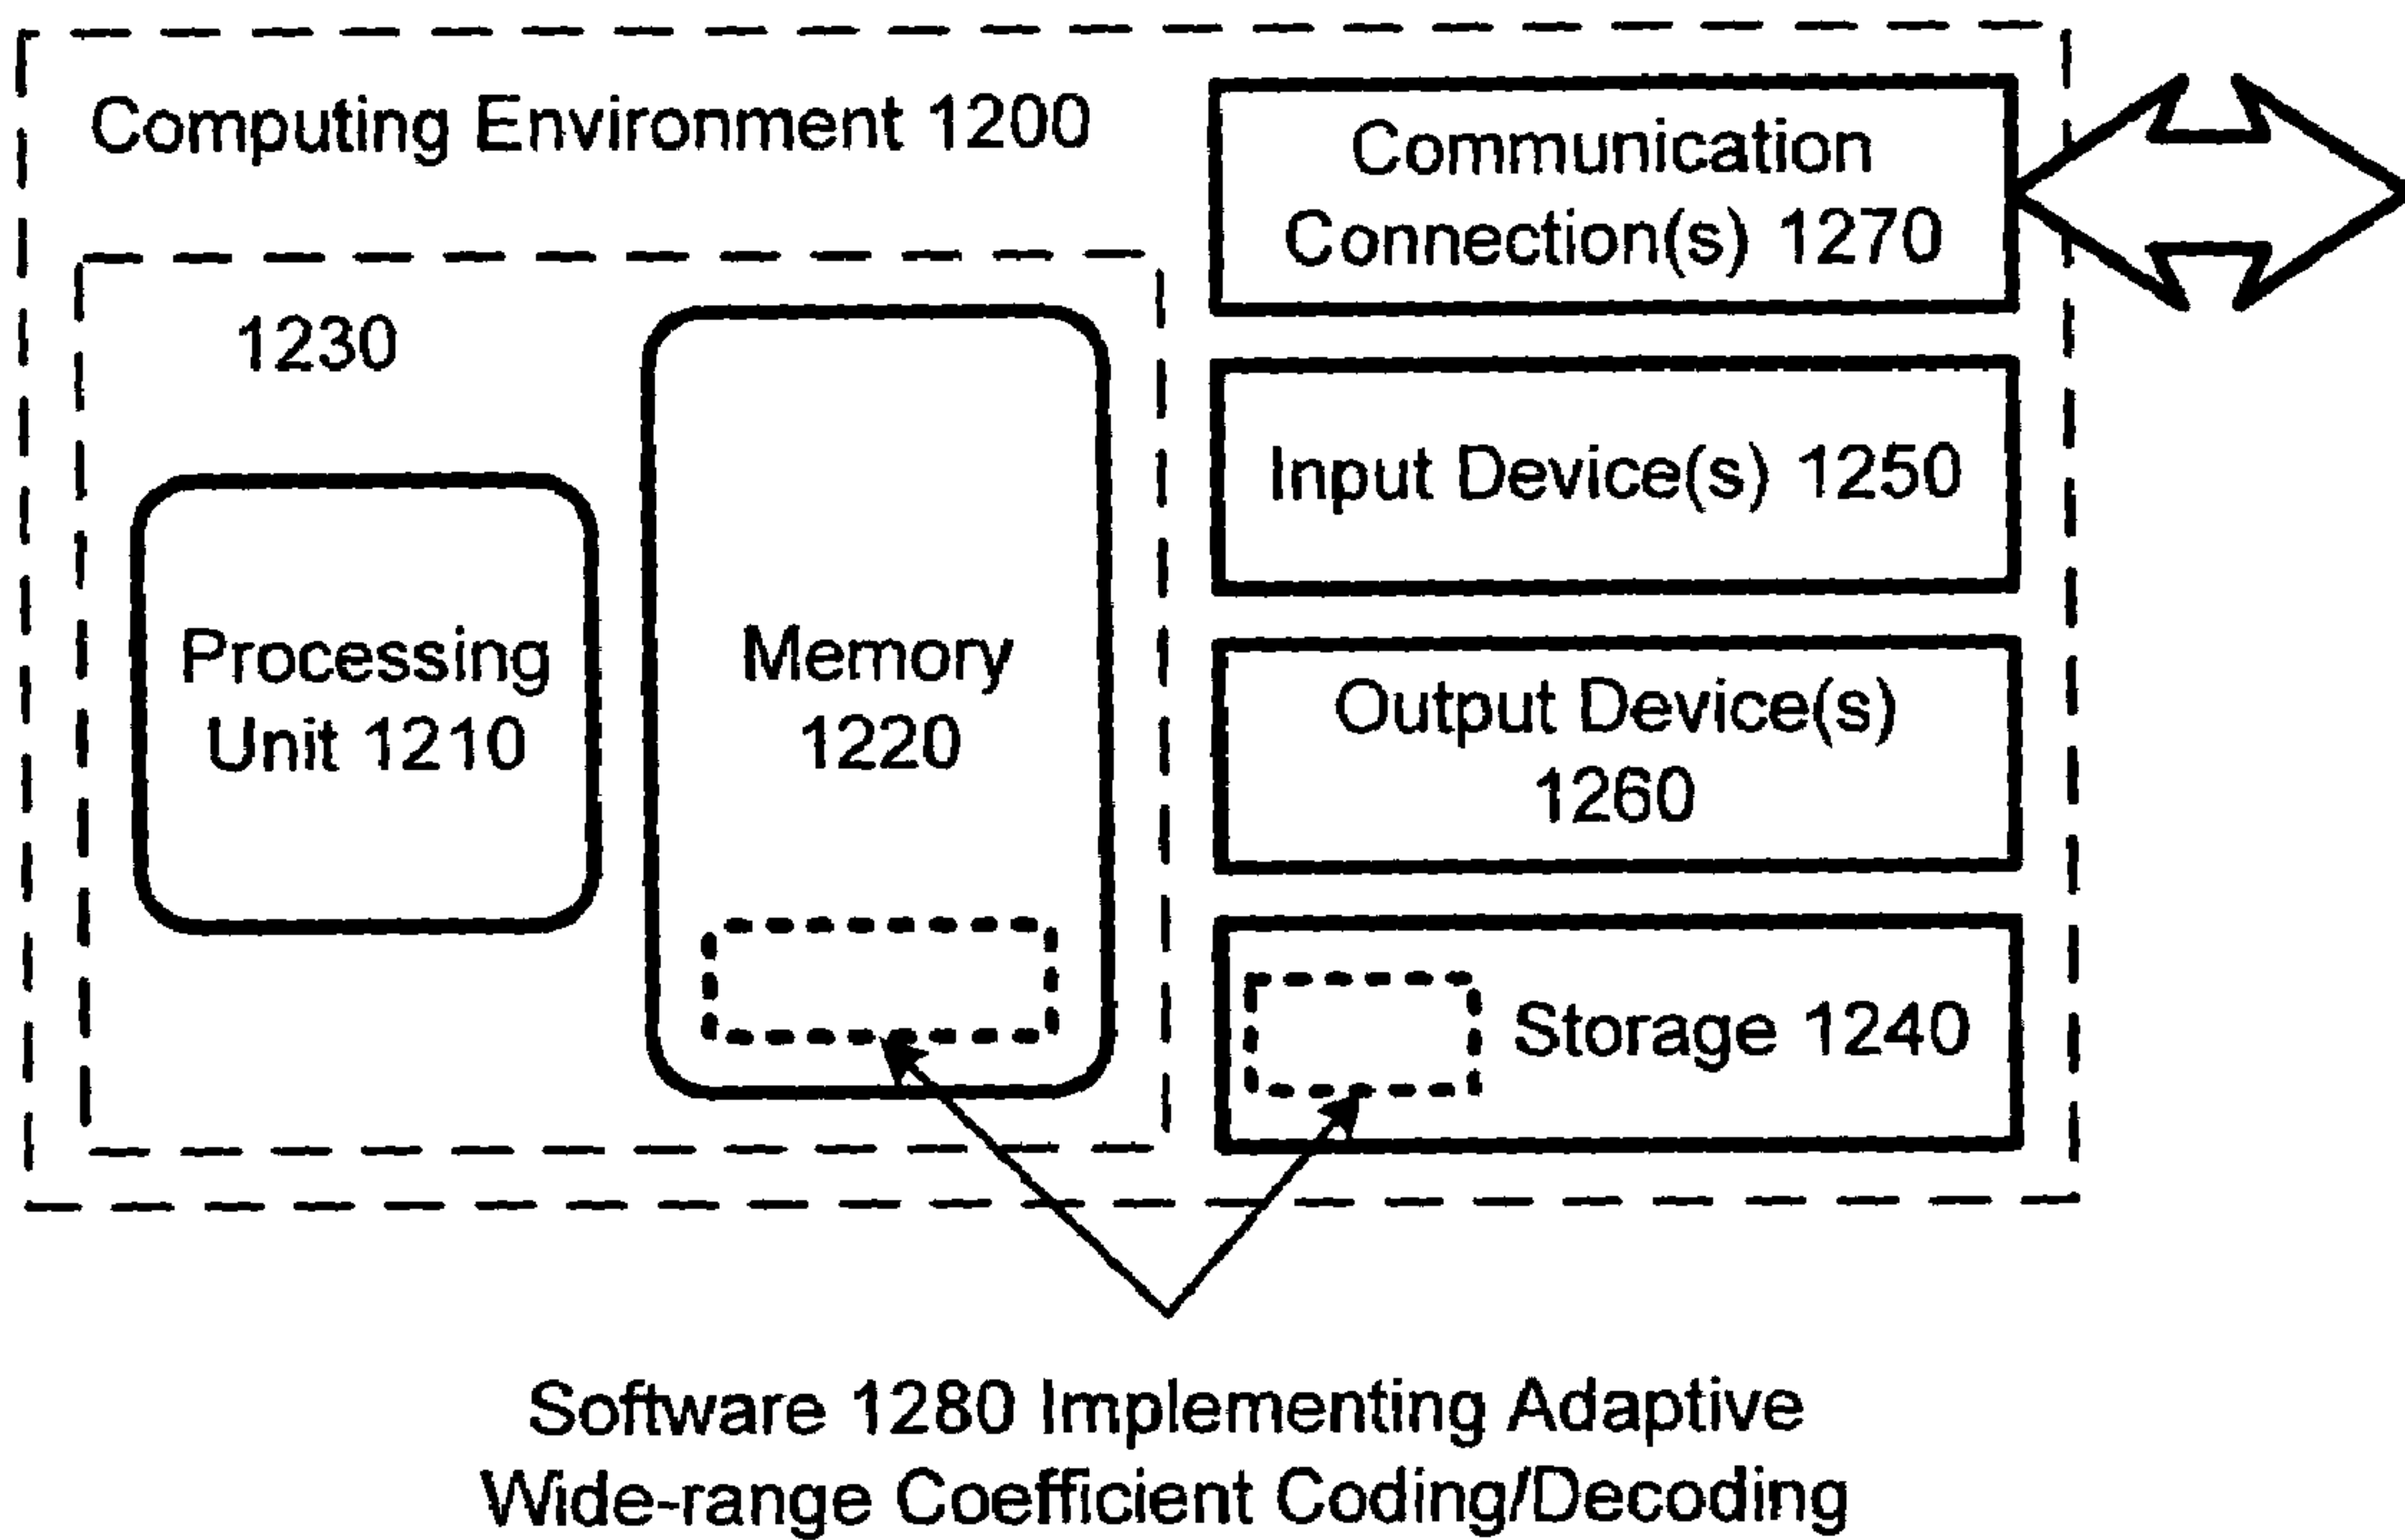 Computing Environment 1200
Communication
Connection(s) 1270
1230
Input Device(s) 1250
Processing
Unit 1210
Memory
1220
Output Device(s)
1260
Storage 1240
Software 1280 Implementing Adaptive
Wide-range Coefficient Coding/Decoding